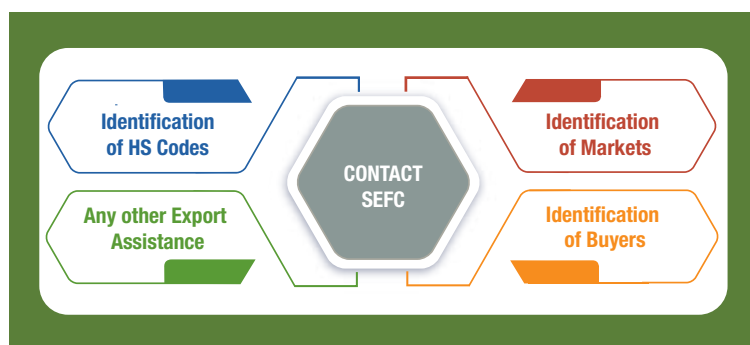 Identification
of HS Codes
Any other Export
Assistance
CONTACT
SEFC
Identification
of Markets
Identification
of Buyers